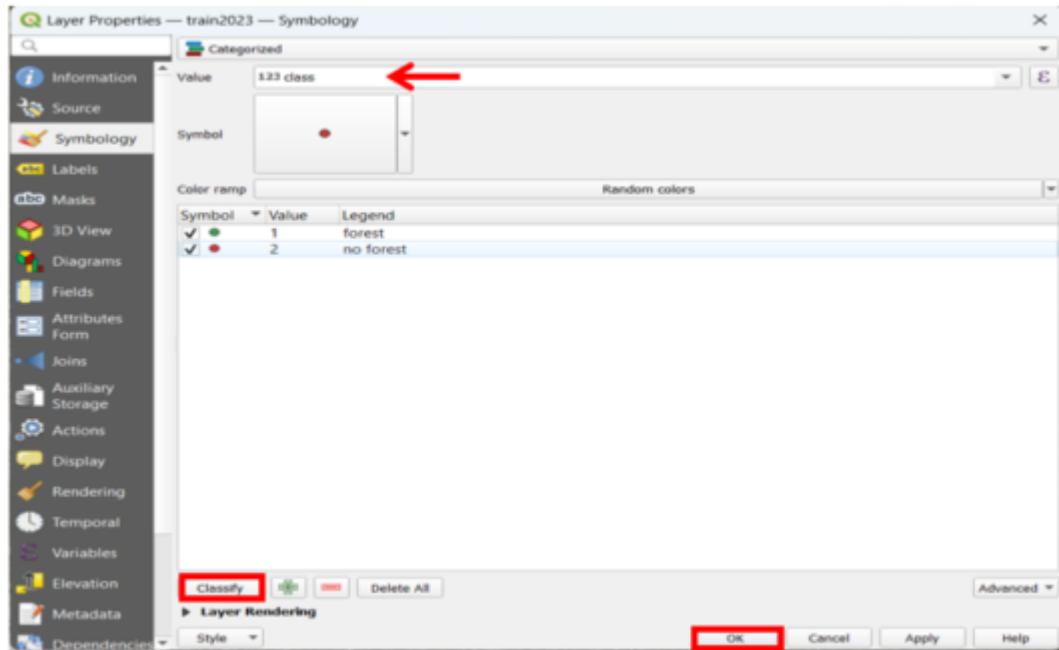 Layer Properties — train2023 — Symbology
Categorized
Information
Value 123 class ε
Source
Symbology
Symbol
abc Labels
abc Masks
Color ramp Random colors
Symbol Value Legend
1 forest
2 no forest
3D View
Diagrams
Fields
Attributes
Form
Joins
Auxiliary
Storage
Actions
Display
Rendering
Temporal
Variables
Elevation
Metadata
Dependencies
Classify Delete All Advanced
Layer Rendering
Style OK Cancel Apply Help